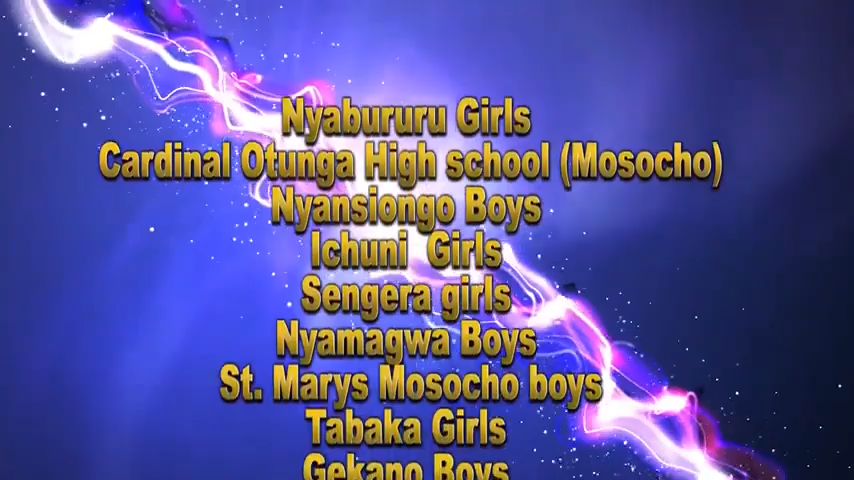 Nyabururu Girls
Cardinal Otunga High school (Mosocho)
Nyansiongo Boys
Ichuni Girls
Sengera girls
Nyamagwa Boys
St. Marys Mosocho boys
Tabaka Girls
Gekano Boys